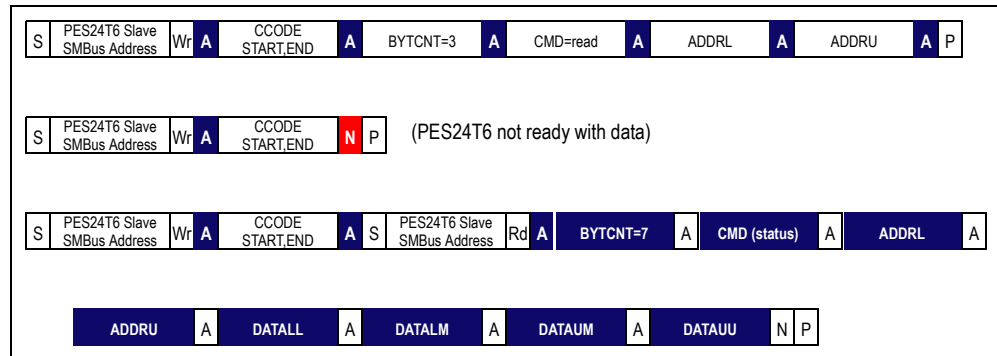 S PES24T6 Slave SMBus Address Wr A CCODE START,END A BYTCNT=3 A CMD=read A ADDRL A ADDRU A P
S PES24T6 Slave SMBus Address Wr A CCODE START,END N P (PES24T6 not ready with data)
S PES24T6 Slave SMBus Address Wr A CCODE START,END A S PES24T6 Slave SMBus Address Rd A BYTCNT=7 A CMD (status) A ADDRL A
ADDRU A DATALL A DATALM A DATAUM A DATAUU N P